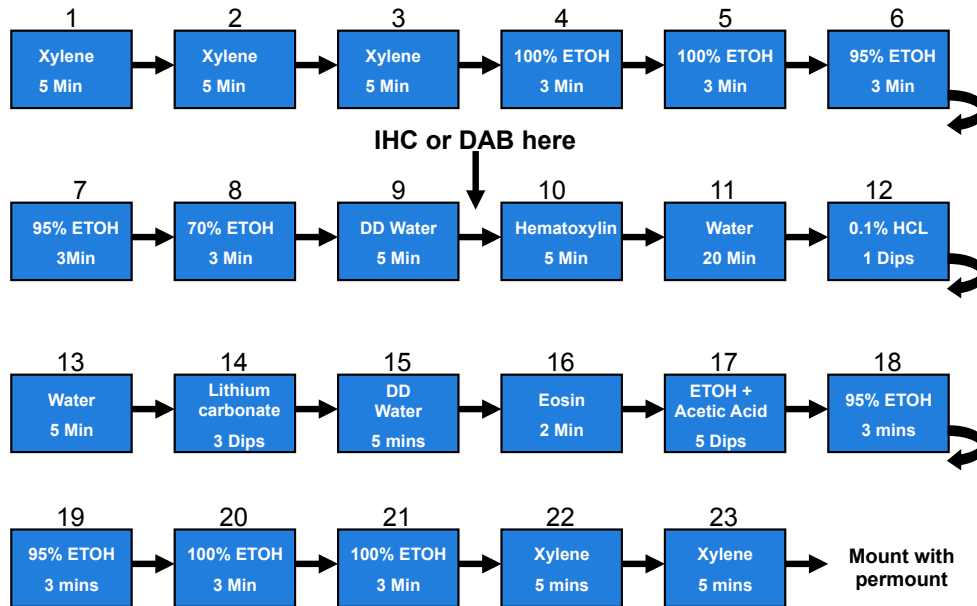 1
2
3
4
5
6
Xylene
5 Min
Xylene
5 Min
Xylene
5 Min
100% ETOH
3 Min
100% ETOH
3 Min
95% ETOH
3 Min
IHC or DAB here
7
8
9
10
11
12
95% ETOH
3Min
70% ETOH
3 Min
DD Water
5 Min
Hematoxylin
5 Min
Water
20 Min
0.1% HCL
1 Dips
13
14
15
16
17
18
Water
5 Min
Lithium
carbonate
3 Dips
DD
Water
5 mins
Eosin
2 Min
ETOH +
Acetic Acid
5 Dips
95% ETOH
3 mins
19
20
21
22
23
95% ETOH
3 mins
100% ETOH
3 Min
100% ETOH
3 Min
Xylene
5 mins
Xylene
5 mins
Mount with
permount